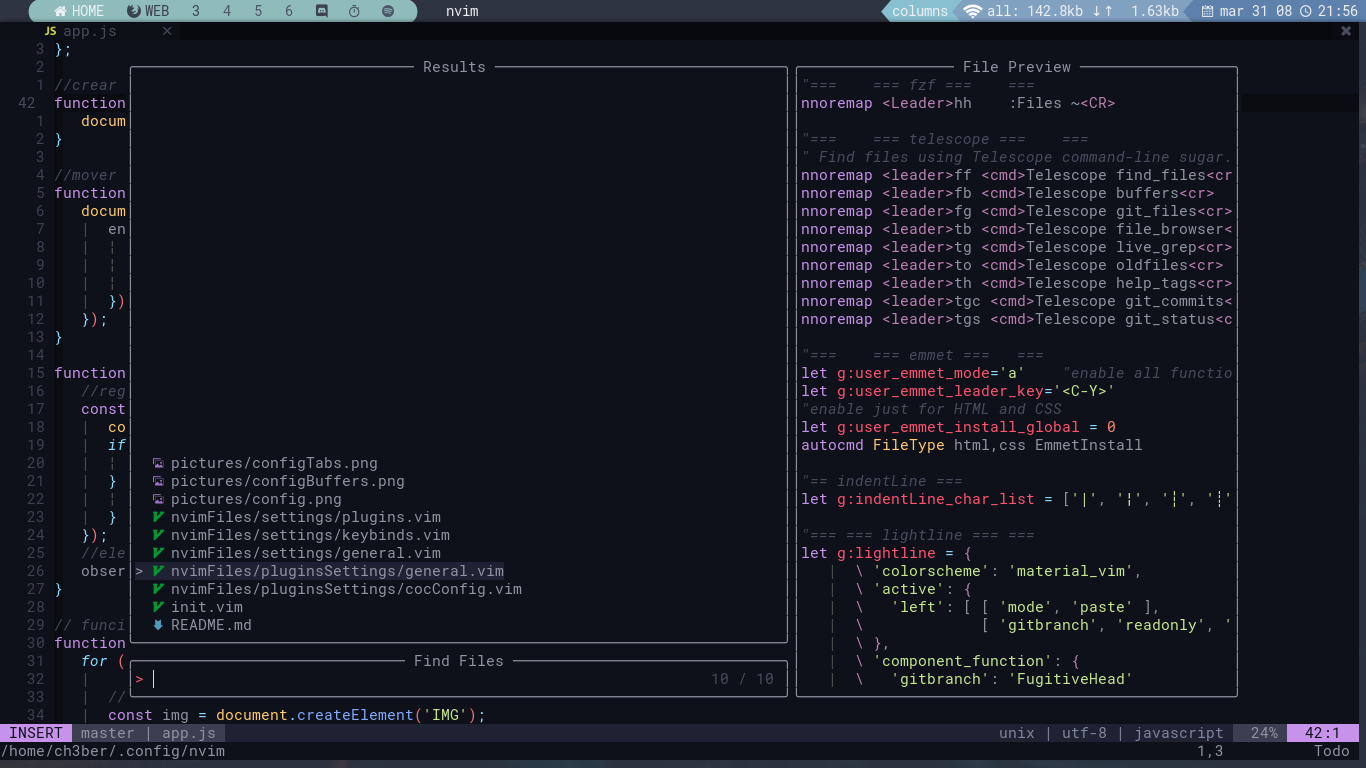 HOME WEB 3 4 5 6 nvim columns all: 142.8kb ↓↑ 1.63kb mar 31 08 21:56
JS app.js × ✖
3 };
2
1 //crear
42 function
1 docum
2 }
3
4 //mover
5 function
6 docum
7 | en
8 | ¦
9 | ¦
10 | ¦
11 | })
12 });
13 }
14
15 function
16 //reg
17 const
18 | co
19 | if
20 | ¦
21 | }
22 | ¦
23 | }
24 });
25 //ele
26 obser
27 }
28
29 // funci
30 function
31 for (
32 |
33 | //
34 | const img = document.createElement('IMG');
Results
pictures/configTabs.png
pictures/configBuffers.png
pictures/config.png
nvimFiles/settings/plugins.vim
nvimFiles/settings/keybinds.vim
nvimFiles/settings/general.vim
> nvimFiles/pluginsSettings/general.vim
nvimFiles/pluginsSettings/cocConfig.vim
init.vim
README.md
Find Files
> 10 / 10
File Preview
"=== === fzf === ===
nnoremap <Leader>hh :Files ~<CR>
"=== === telescope === ===
" Find files using Telescope command-line sugar.
nnoremap <leader>ff <cmd>Telescope find_files<cr
nnoremap <leader>fb <cmd>Telescope buffers<cr>
nnoremap <leader>fg <cmd>Telescope git_files<cr>
nnoremap <leader>tb <cmd>Telescope file_browser<
nnoremap <leader>tg <cmd>Telescope live_grep<cr>
nnoremap <leader>to <cmd>Telescope oldfiles<cr>
nnoremap <leader>th <cmd>Telescope help_tags<cr>
nnoremap <leader>tgc <cmd>Telescope git_commits<
nnoremap <leader>tgs <cmd>Telescope git_status<c
"=== === emmet === ===
let g:user_emmet_mode='a' "enable all functio
let g:user_emmet_leader_key='<C-Y>'
"enable just for HTML and CSS
let g:user_emmet_install_global = 0
autocmd FileType html,css EmmetInstall
"== indentLine ===
let g:indentLine_char_list = ['|', '¦', '┆', '┊'
"=== === lightline === ===
let g:lightline = {
| \ 'colorscheme': 'material_vim',
| \ 'active': {
| \ 'left': [ [ 'mode', 'paste' ],
| \ [ 'gitbranch', 'readonly', '
| \ },
| \ 'component_function': {
| \ 'gitbranch': 'FugitiveHead'
INSERT master | app.js unix | utf-8 | javascript 24% 42:1
/home/ch3ber/.config/nvim 1,3 Todo